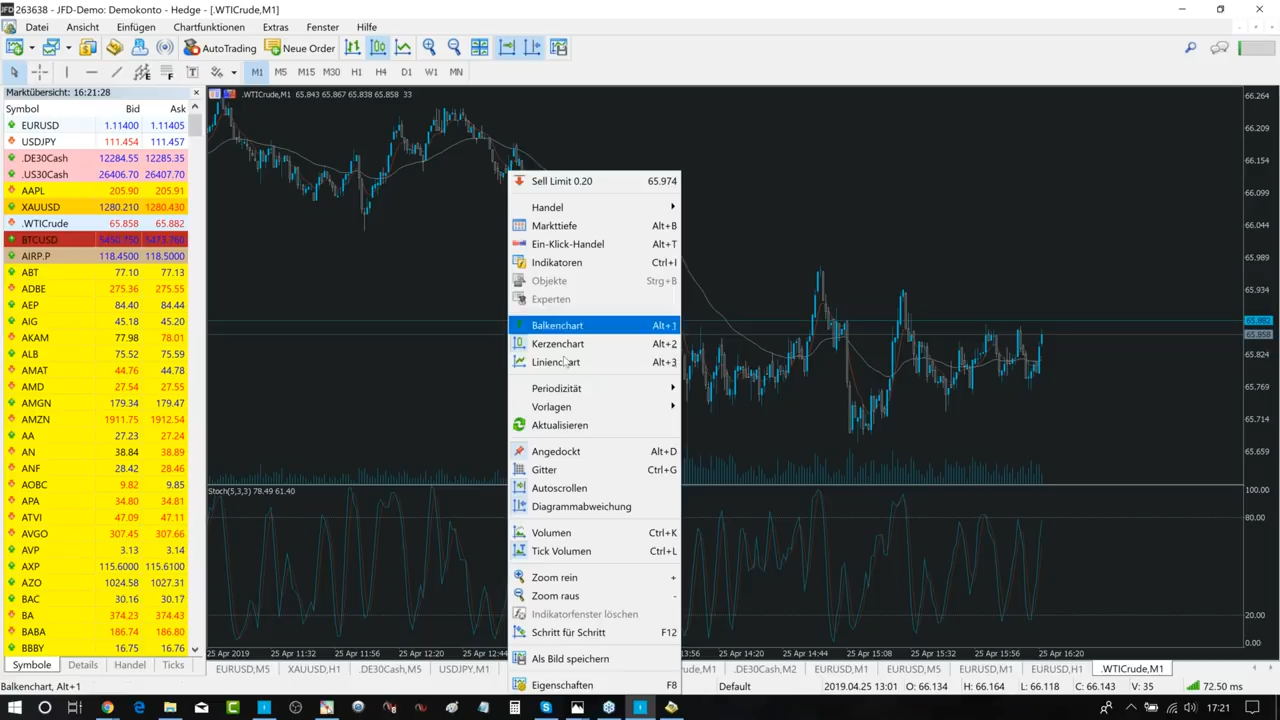 263638 - JFD-Demo: Demokonto - Hedge - [.WTICrude,M1]
Datei Ansicht Einfügen Chartfunktionen Extras Fenster Hilfe
AutoTrading Neue Order
M1 M5 M15 M30 H1 H4 D1 W1 MN
Marktübersicht: 16:21:28
Symbol Bid Ask
EURUSD 1.11400 1.11405
USDJPY 111.454 111.457
.DE30Cash 12284.55 12285.35
.US30Cash 26406.70 26407.70
AAPL 205.90 205.91
XAUUSD 1280.210 1280.430
.WTICrude 65.858 65.882
BTCUSD 5450.750 5473.760
AIRP.P 118.4500 118.5000
ABT 77.10 77.13
ADBE 275.36 275.55
AEP 84.40 84.44
AIG 45.18 45.20
AKAM 77.98 78.01
ALB 75.52 75.59
AMAT 44.76 44.78
AMD 27.54 27.55
AMGN 179.34 179.47
AMZN 1911.75 1912.54
AA 27.23 27.24
AN 38.84 38.89
ANF 28.42 28.46
AOBC 9.82 9.85
APA 34.80 34.81
ATVI 47.09 47.11
AVGO 307.45 307.66
AVP 3.13 3.14
AXP 115.6000 115.6100
AZO 1024.58 1027.31
BAC 30.16 30.17
BA 374.23 374.43
BABA 186.74 186.80
BBBY 16.75 16.76
Symbole Details Handel Ticks
.WTICrude,M1 65.843 65.867 65.838 65.858 33
Sell Limit 0.20 65.974
Handel
Markttiefe Alt+B
Ein-Klick-Handel Alt+T
Indikatoren Ctrl+I
Objekte Strg+B
Experten
Balkenchart Alt+1
Kerzenchart Alt+2
Linienchart Alt+3
Periodizität
Vorlagen
Aktualisieren
Angedockt Alt+D
Gitter Ctrl+G
Autoscrollen
Diagrammabweichung
Volumen Ctrl+K
Tick Volumen Ctrl+L
Zoom rein +
Zoom raus -
Indikatorfenster löschen
Schritt für Schritt F12
Als Bild speichern
Eigenschaften F8
66.264
66.209
66.154
66.099
66.044
65.989
65.934
65.882
65.858
65.824
65.769
65.714
65.659
Stoch(5,3,3) 78.49 61.40
100.00
80.00
20.00
0.00
25 Apr 2019 25 Apr 11:56 25 Apr 12:20 25 Apr 12:44 13:56 25 Apr 14:20 25 Apr 14:44 25 Apr 15:08 25 Apr 15:32 25 Apr 15:56 25 Apr 16:20
EURUSD,M5 XAUUSD,H1 .DE30Cash,M5 USDJPY,M1 rude,M1 .DE30Cash,M2 EURUSD,M1 EURUSD,M5 EURUSD,M1 EURUSD,H1 .WTICrude,M1
Balkenchart, Alt+1 Default 2019.04.25 13:01 O: 66.134 H: 66.164 L: 66.118 C: 66.143 V: 35 72.50 ms
17:21